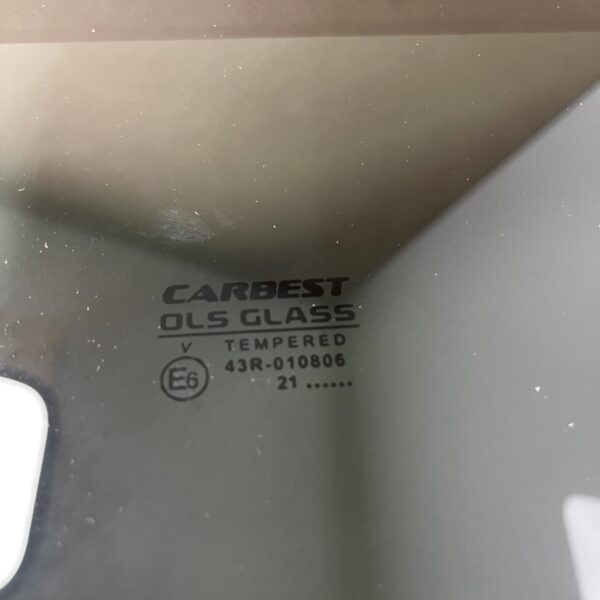 CARBEST
OLS GLASS
V TEMPERED
E6 43R-010806
21 ......